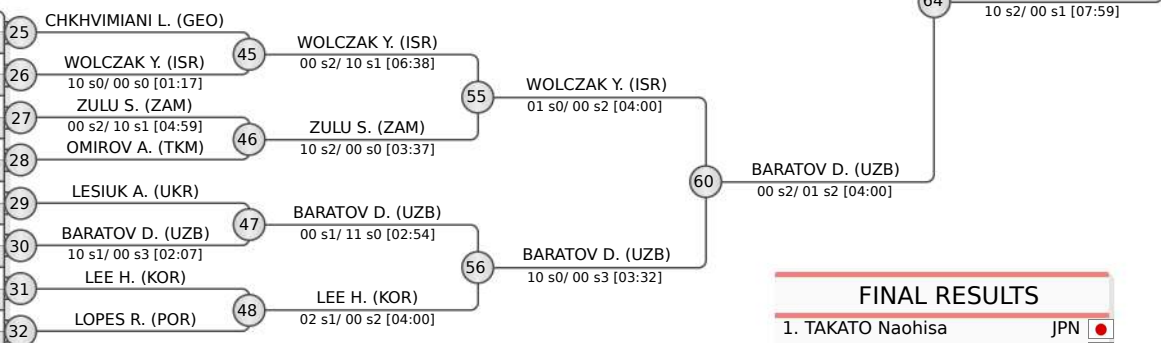 64
10 s2/ 00 s1 [07:59]
25
CHKHVIMIANI L. (GEO)
45
WOLCZAK Y. (ISR)
00 s2/ 10 s1 [06:38]
26
WOLCZAK Y. (ISR)
10 s0/ 00 s0 [01:17]
55
WOLCZAK Y. (ISR)
01 s0/ 00 s2 [04:00]
27
ZULU S. (ZAM)
00 s2/ 10 s1 [04:59]
46
ZULU S. (ZAM)
10 s2/ 00 s0 [03:37]
28
OMIROV A. (TKM)
60
BARATOV D. (UZB)
00 s2/ 01 s2 [04:00]
29
LESIUK A. (UKR)
47
BARATOV D. (UZB)
00 s1/ 11 s0 [02:54]
30
BARATOV D. (UZB)
10 s1/ 00 s3 [02:07]
56
BARATOV D. (UZB)
10 s0/ 00 s3 [03:32]
31
LEE H. (KOR)
48
LEE H. (KOR)
02 s1/ 00 s2 [04:00]
32
LOPES R. (POR)
FINAL RESULTS
1. TAKATO Naohisa JPN